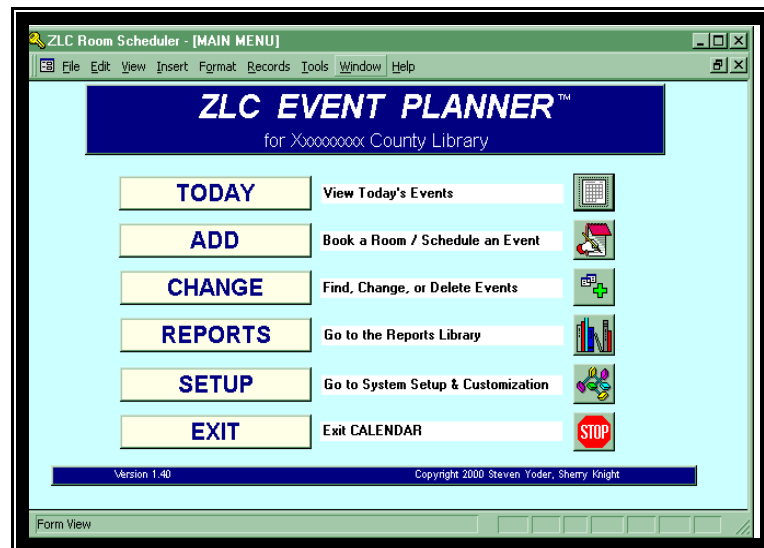 ZLC Room Scheduler - [MAIN MENU]
File Edit View Insert Format Records Tools Window Help
ZLC EVENT PLANNER™
for Xxxxxxxxx County Library
TODAY View Today's Events
ADD Book a Room / Schedule an Event
CHANGE Find, Change, or Delete Events
REPORTS Go to the Reports Library
SETUP Go to System Setup & Customization
EXIT Exit CALENDAR STOP
Version 1.40 Copyright 2000 Steven Yoder, Sherry Knight
Form View